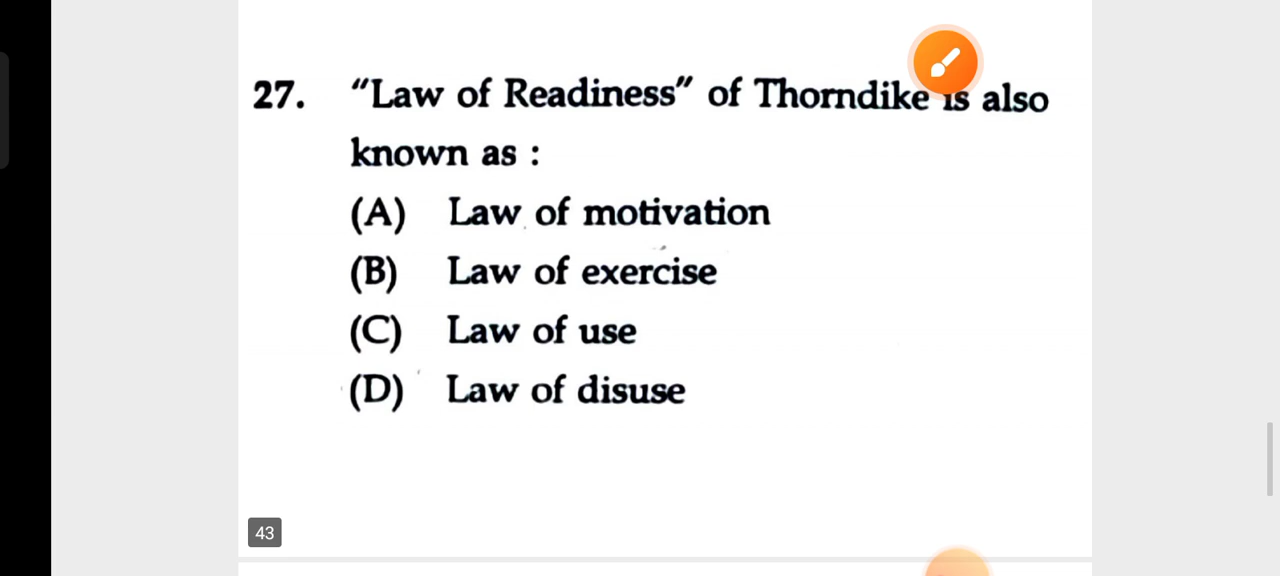 27. “Law of Readiness” of Thorndike is also
known as :
(A) Law of motivation
(B) Law of exercise
(C) Law of use
(D) Law of disuse
43